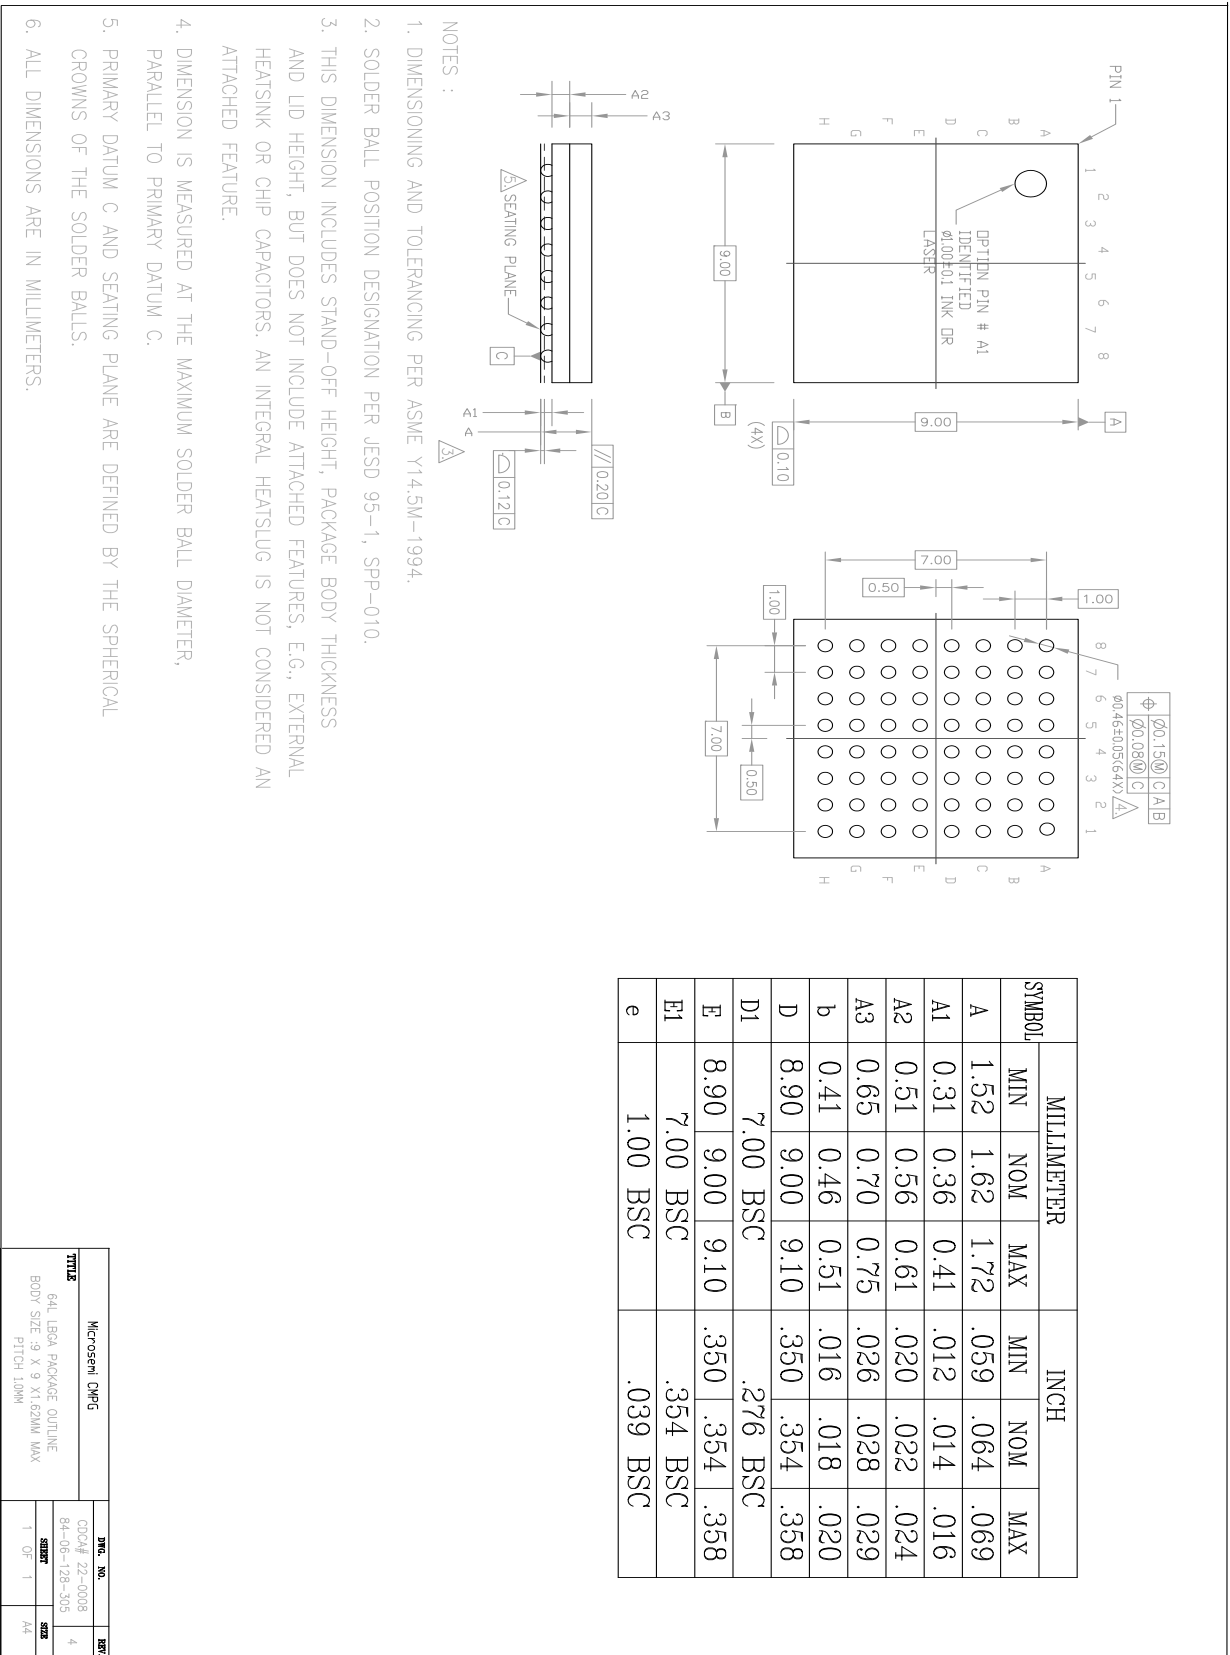 PIN 1
1 2 3 4 5 6 7 8
A
B
C
D
E
F
G
H
OPTION PIN # A1
IDENTIFIED
Ø1.00±0.1 INK OR
LASER
9.00
A
9.00
B
0.10
(4X)
A2
A3
5. SEATING PLANE
C
A1
A
3.
// 0.20 C
0.12 C
7.00
0.50
1.00
1.00
7.00
0.50
8 7 6 5 4 3 2 1
A
B
C
D
E
F
G
H
⌖ Ø0.15Ⓜ C A B
Ø0.08Ⓜ C
Ø0.46±0.05(64X) 4.
SYMBOL MILLIMETER INCH
MIN NOM MAX MIN NOM MAX
A 1.52 1.62 1.72 .059 .064 .069
A1 0.31 0.36 0.41 .012 .014 .016
A2 0.51 0.56 0.61 .020 .022 .024
A3 0.65 0.70 0.75 .026 .028 .029
b 0.41 0.46 0.51 .016 .018 .020
D 8.90 9.00 9.10 .350 .354 .358
D1 7.00 BSC .276 BSC
E 8.90 9.00 9.10 .350 .354 .358
E1 7.00 BSC .354 BSC
e 1.00 BSC .039 BSC
NOTES :
1. DIMENSIONING AND TOLERANCING PER ASME Y14.5M-1994.
2. SOLDER BALL POSITION DESIGNATION PER JESD 95-1, SPP-010.
3. THIS DIMENSION INCLUDES STAND-OFF HEIGHT, PACKAGE BODY THICKNESS
AND LID HEIGHT, BUT DOES NOT INCLUDE ATTACHED FEATURES, E.G., EXTERNAL
HEATSINK OR CHIP CAPACITORS. AN INTEGRAL HEATSLUG IS NOT CONSIDERED AN
ATTACHED FEATURE.
4. DIMENSION IS MEASURED AT THE MAXIMUM SOLDER BALL DIAMETER,
PARALLEL TO PRIMARY DATUM C.
5. PRIMARY DATUM C AND SEATING PLANE ARE DEFINED BY THE SPHERICAL
CROWNS OF THE SOLDER BALLS.
6. ALL DIMENSIONS ARE IN MILLIMETERS.
Microsemi CMPG
TITLE
64L LBGA PACKAGE OUTLINE
BODY SIZE :9 X 9 X1.62MM MAX
PITCH 1.0MM
DWG. NO.
CDCA# 22-0008
84-06-128-305
REV.
4
SHEET
1 OF 1
SIZE
A4